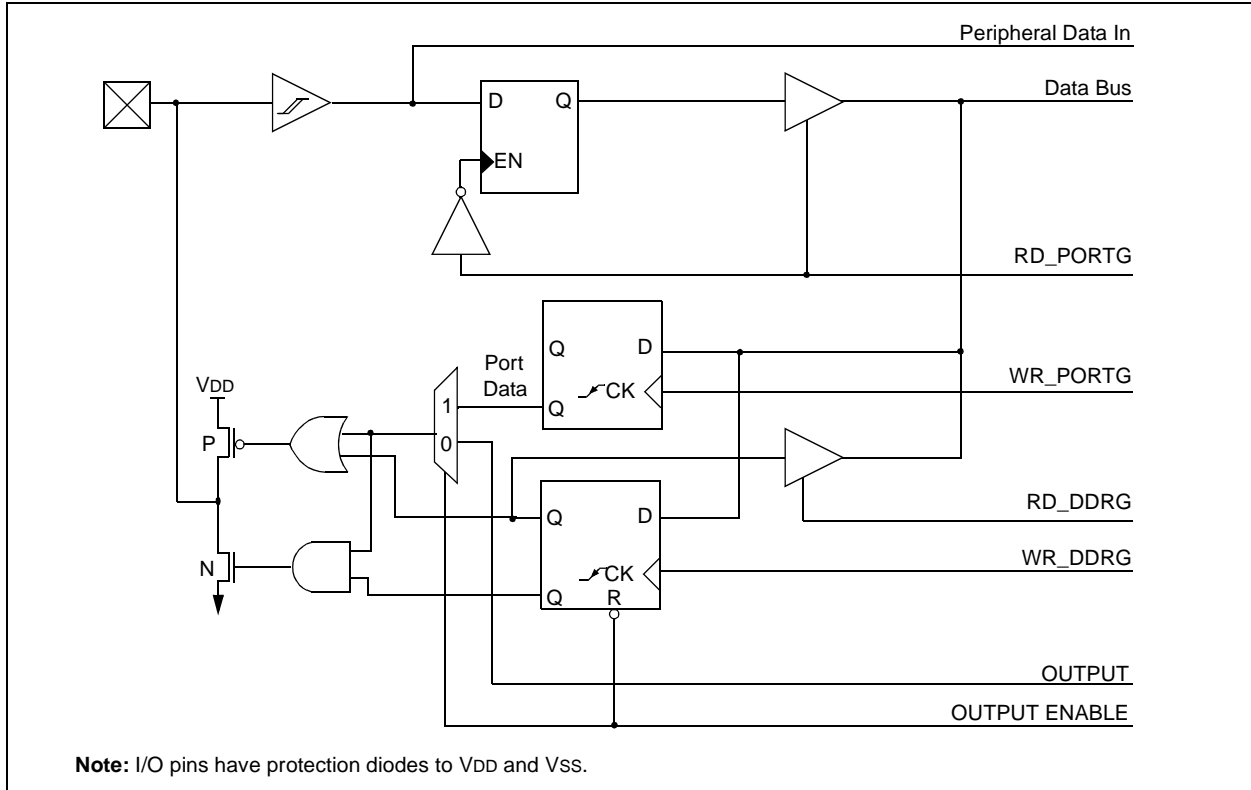 Peripheral Data In
Data Bus
D Q
EN
RD_PORTG
Q D
Port
Data
CK
Q
WR_PORTG
VDD
1
0
P
RD_DDRG
Q D
WR_DDRG
N
CK
Q R
OUTPUT
OUTPUT ENABLE
Note: I/O pins have protection diodes to VDD and VSS.